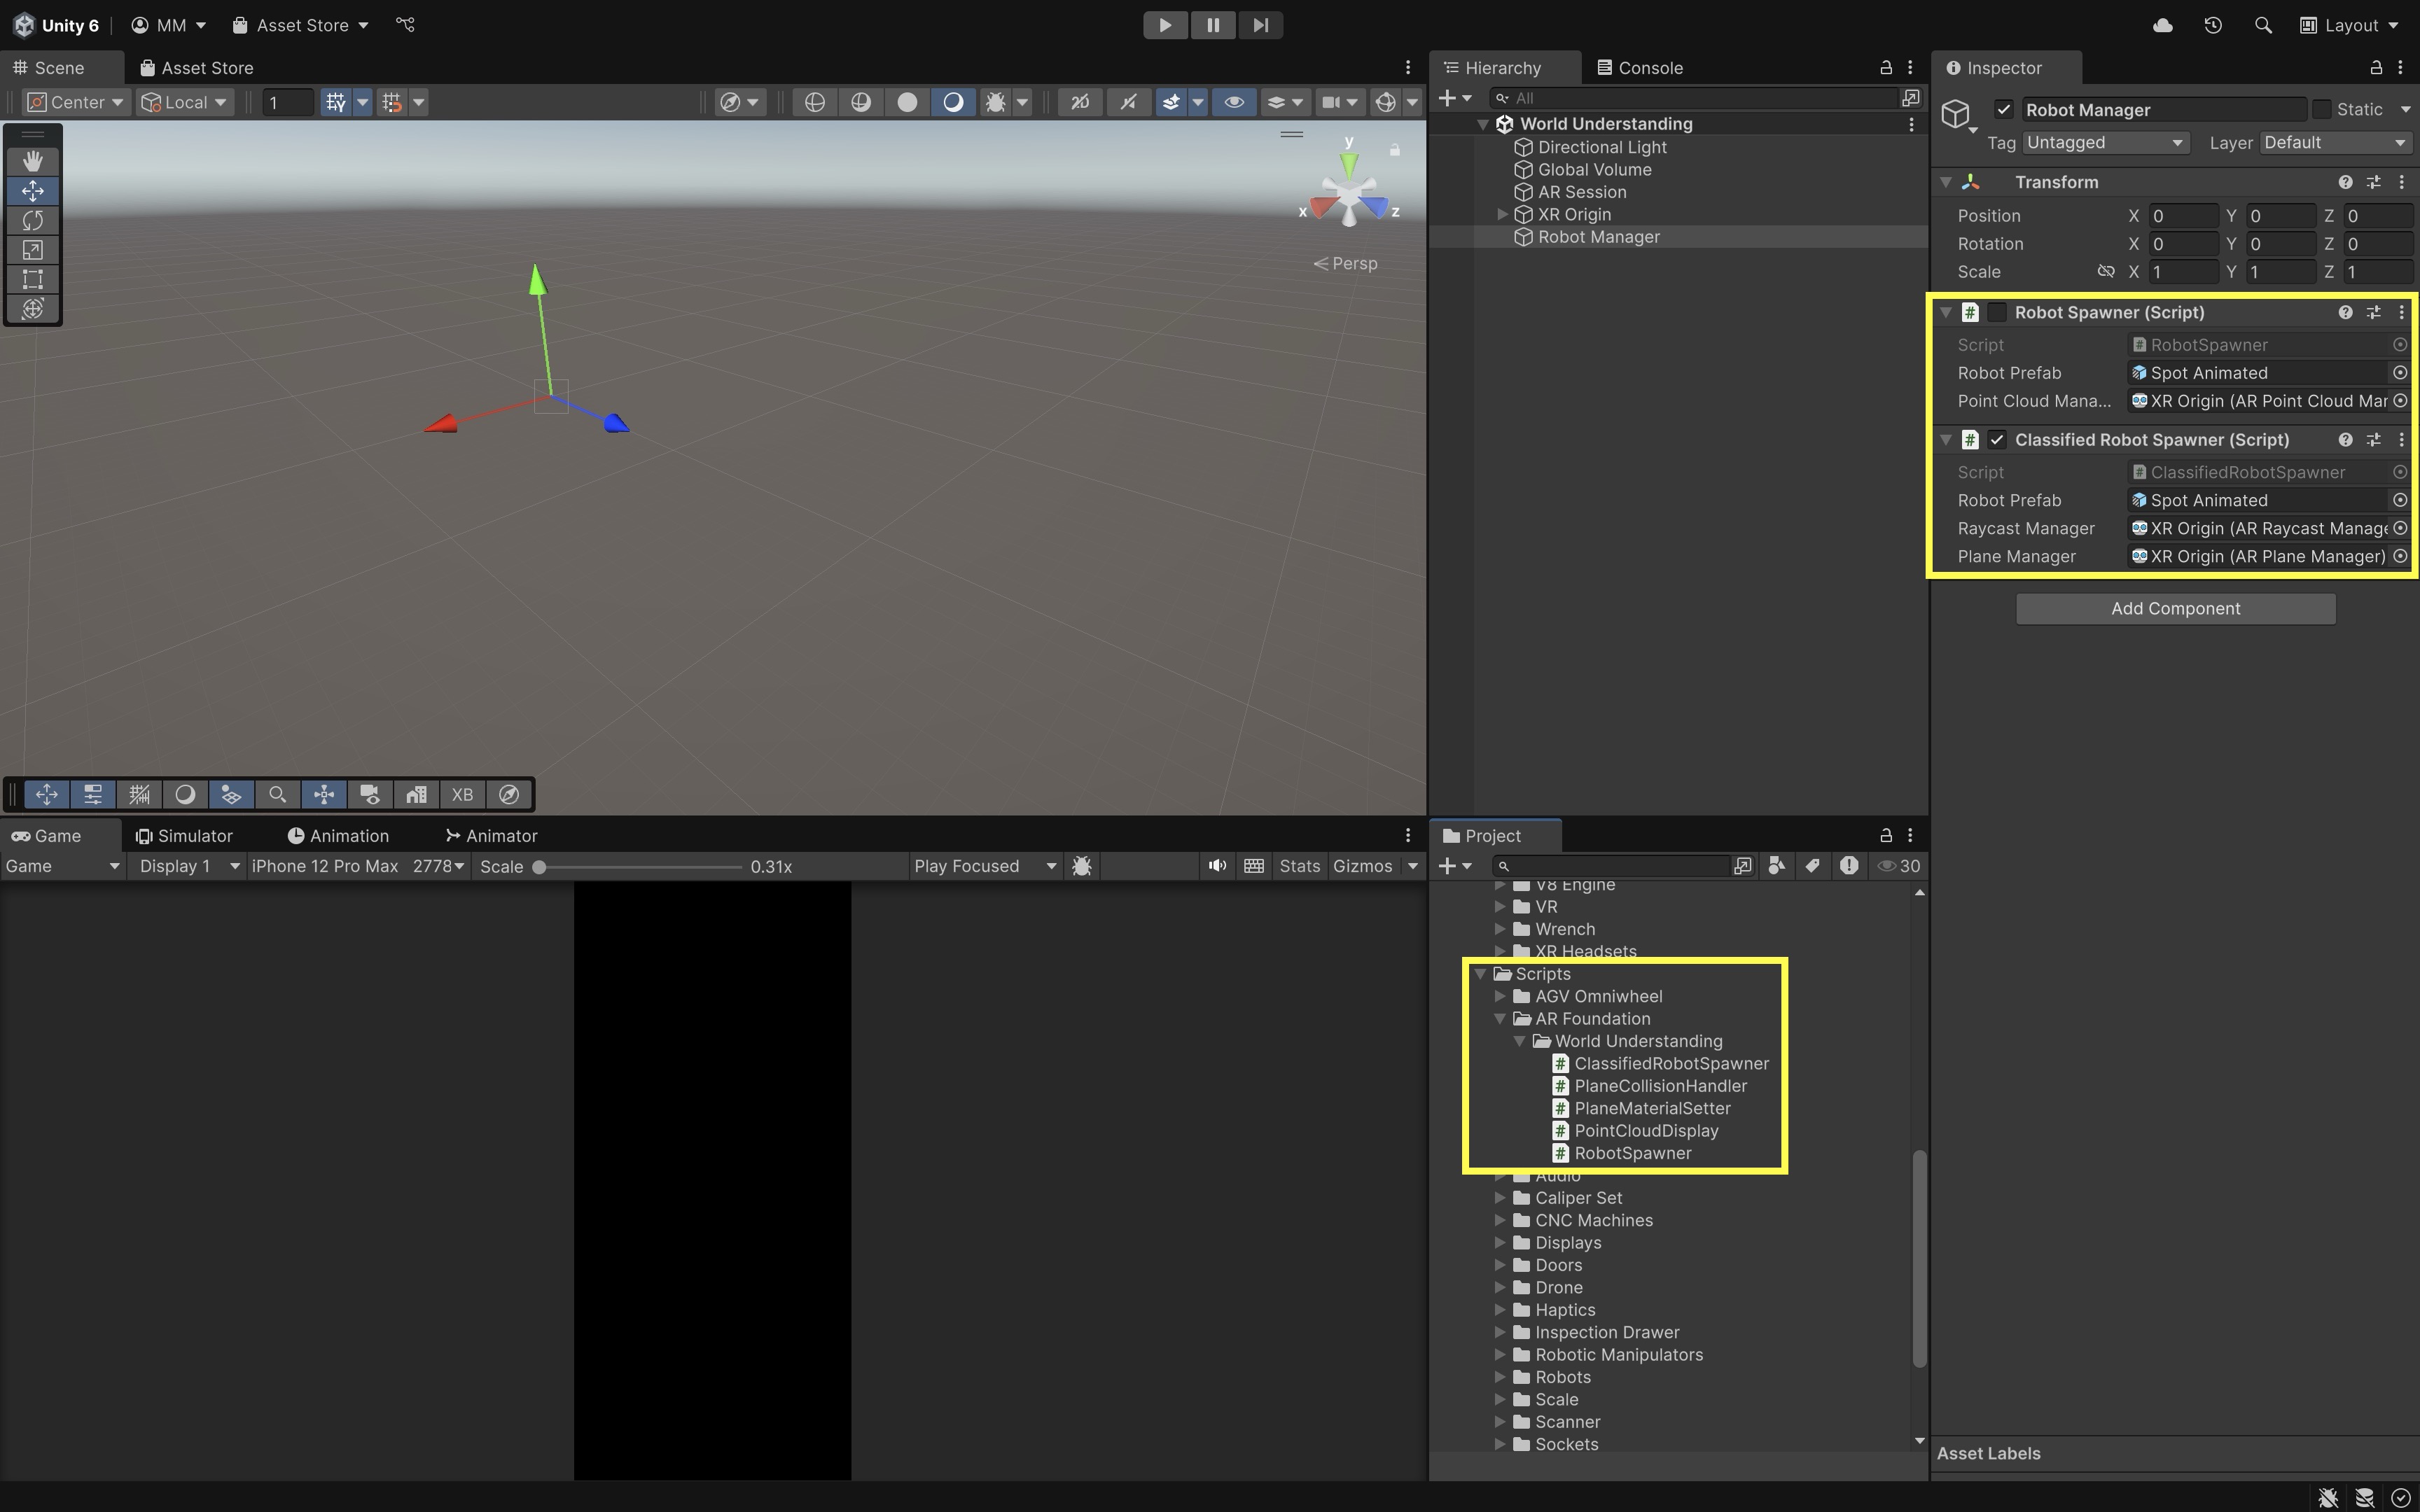 Unity 6
MM
Asset Store
Layout
Scene
Asset Store
Center
Local
1
2D
y
x
z
Persp
XB
Hierarchy
Console
All
World Understanding
Directional Light
Global Volume
AR Session
XR Origin
Robot Manager
Inspector
Robot Manager
Static
Tag
Untagged
Layer
Default
Transform
Position X 0 Y 0 Z 0
Rotation X 0 Y 0 Z 0
Scale X 1 Y 1 Z 1
Robot Spawner (Script)
Script RobotSpawner
Robot Prefab Spot Animated
Point Cloud Mana... XR Origin (AR Point Cloud Mar
Classified Robot Spawner (Script)
Script ClassifiedRobotSpawner
Robot Prefab Spot Animated
Raycast Manager XR Origin (AR Raycast Manage
Plane Manager XR Origin (AR Plane Manager)
Add Component
Game
Simulator
Animation
Animator
Game
Display 1
iPhone 12 Pro Max 2778
Scale
0.31x
Play Focused
Stats
Gizmos
Project
30
V8 Engine
VR
Wrench
XR Headsets
Scripts
AGV Omniwheel
AR Foundation
World Understanding
ClassifiedRobotSpawner
PlaneCollisionHandler
PlaneMaterialSetter
PointCloudDisplay
RobotSpawner
Audio
Caliper Set
CNC Machines
Displays
Doors
Drone
Haptics
Inspection Drawer
Robotic Manipulators
Robots
Scale
Scanner
Sockets
Asset Labels